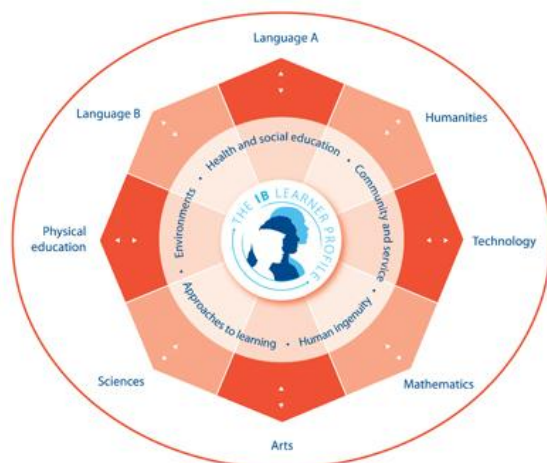 Language A
Language B
Humanities
Health and social education
Environments
Community and service
THE IB LEARNER PROFILE
Physical
education
Technology
Approaches to learning
Human ingenuity
Sciences
Mathematics
Arts